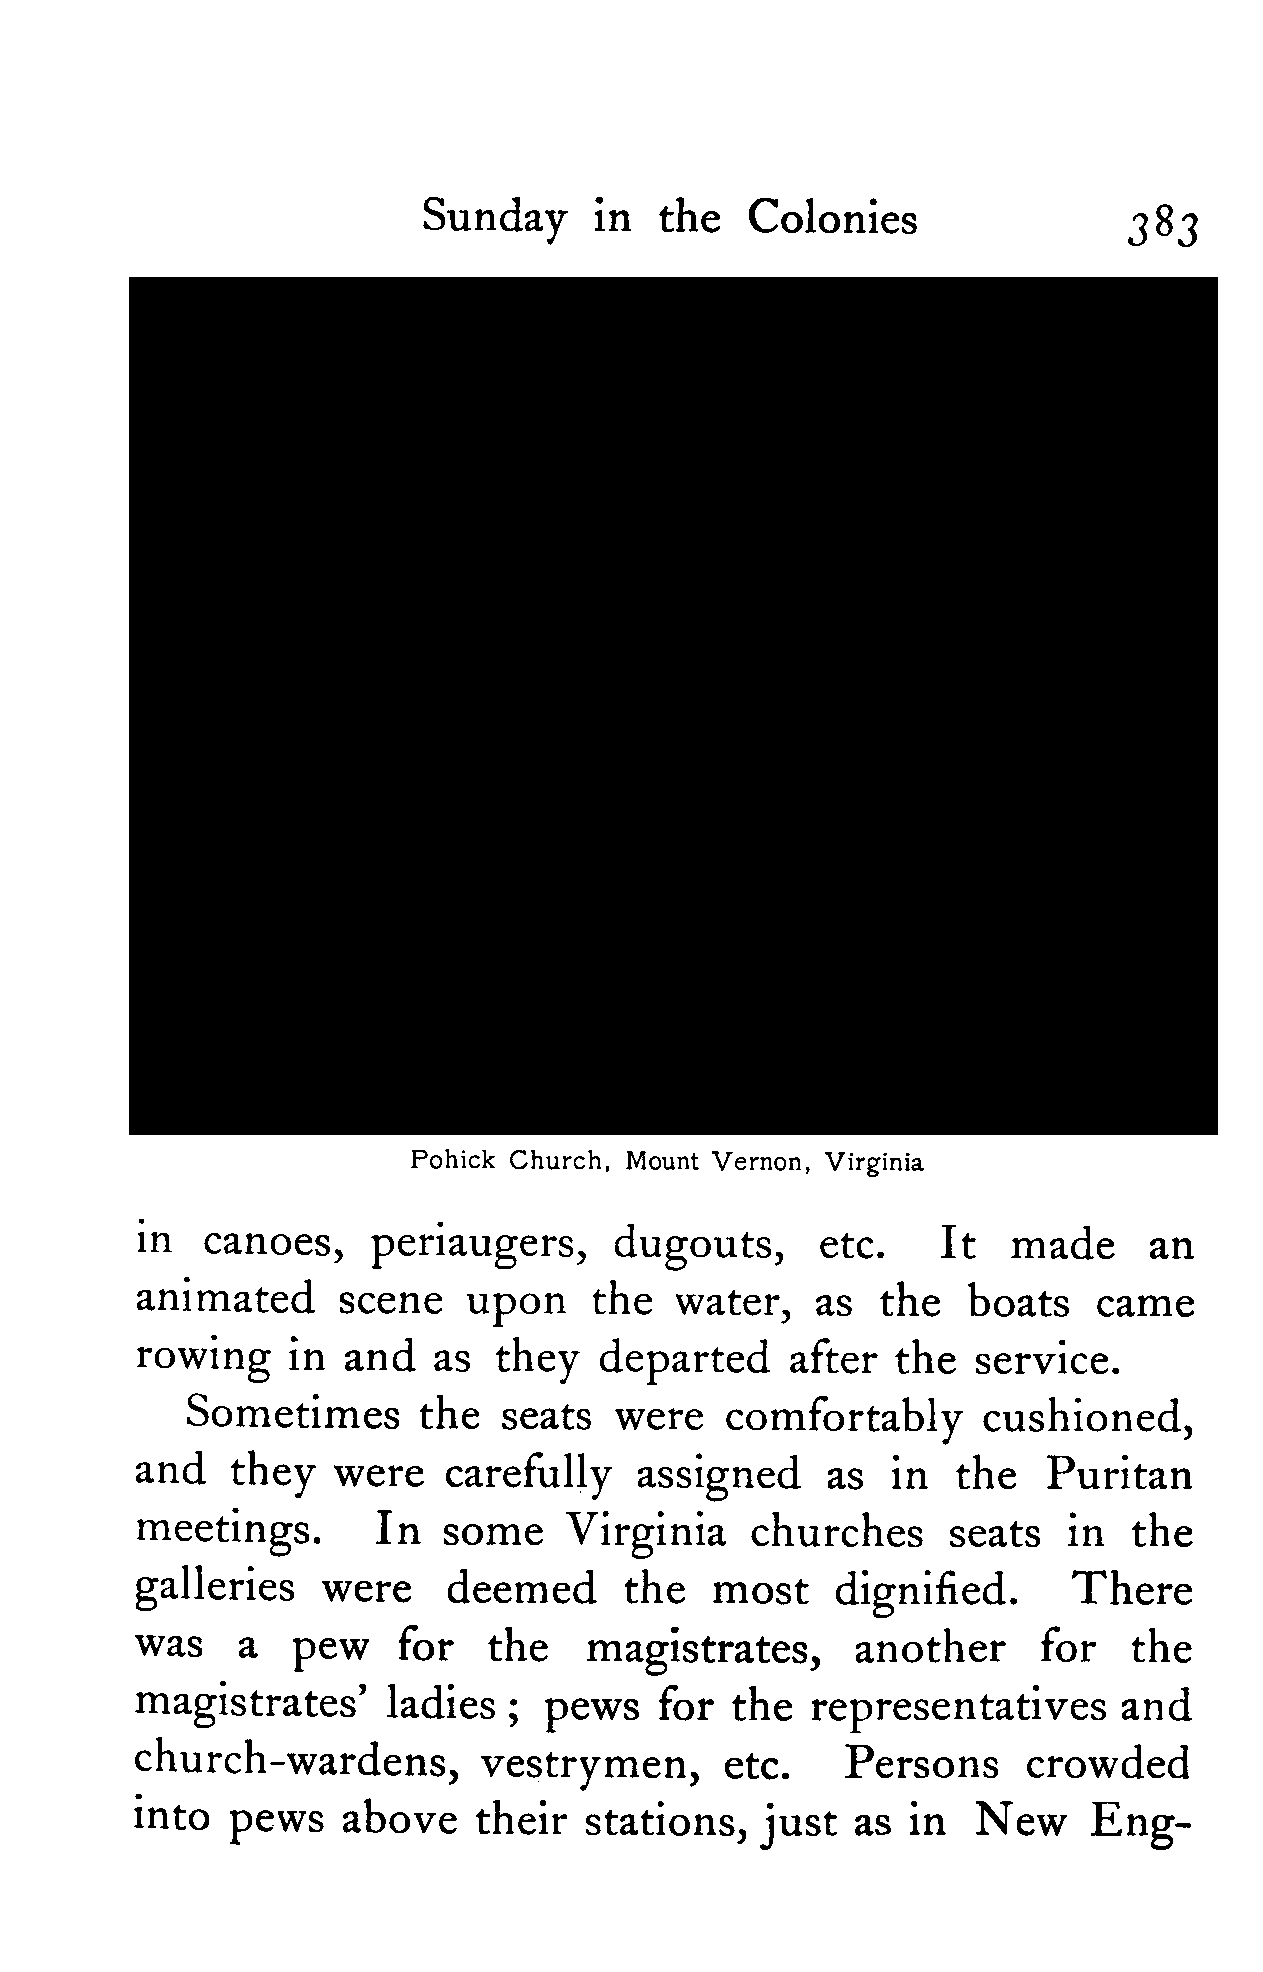 Sunday in the Colonies 383
Pohick Church, Mount Vernon, Virginia
in canoes, periaugers, dugouts, etc. It made an
animated scene upon the water, as the boats came
rowing in and as they departed after the service.
Sometimes the seats were comfortably cushioned,
and they were carefully assigned as in the Puritan
meetings. In some Virginia churches seats in the
galleries were deemed the most dignified. There
was a pew for the magistrates, another for the
magistrates' ladies ; pews for the representatives and
church-wardens, vestrymen, etc. Persons crowded
into pews above their stations, just as in New Eng-